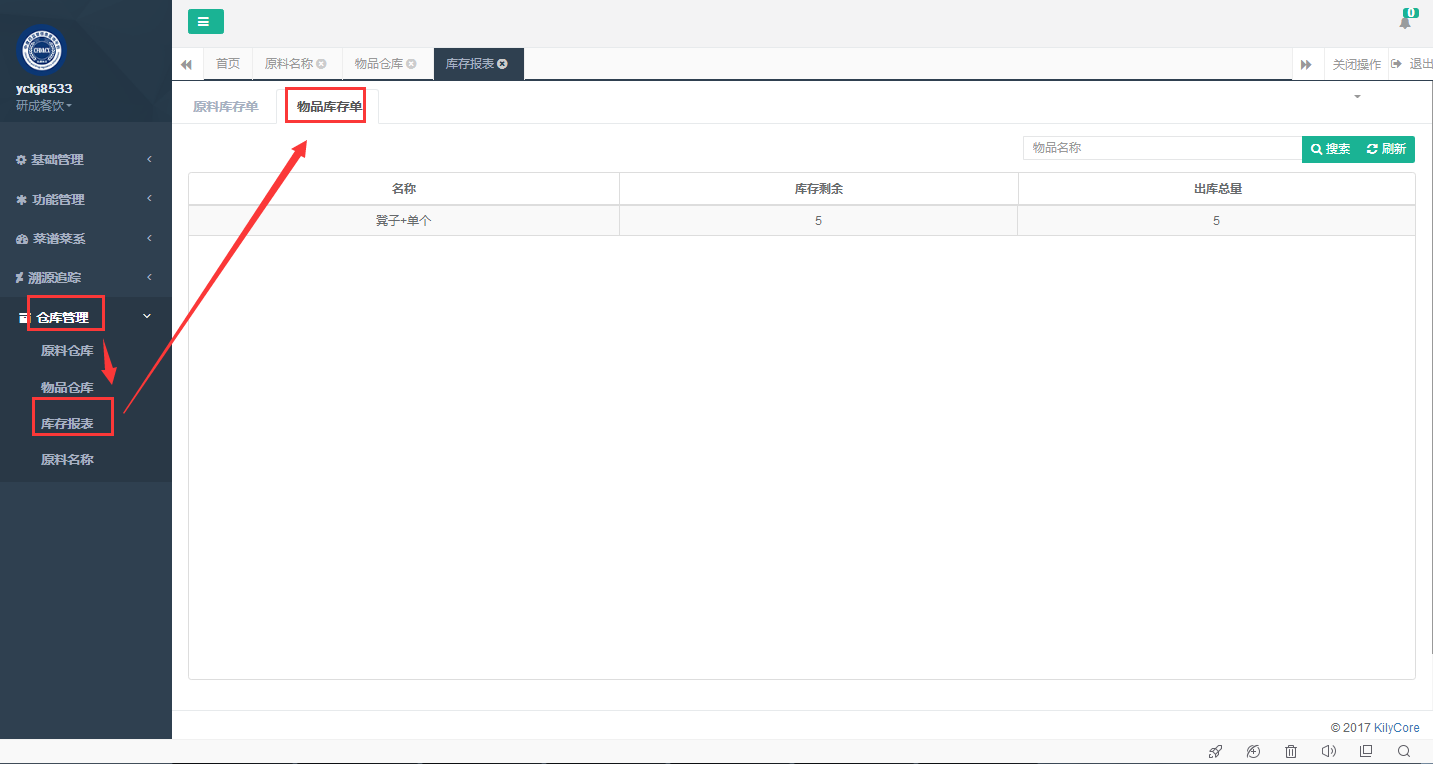 0
yckj8533
研成餐饮
基础管理
功能管理
菜谱菜系
溯源追踪
仓库管理
原料仓库
物品仓库
库存报表
原料名称
首页 原料名称 物品仓库 库存报表 关闭操作 退出
原料库存单 物品库存单
物品名称 搜索 刷新
名称 库存剩余 出库总量
凳子+单个 5 5
© 2017 KilyCore